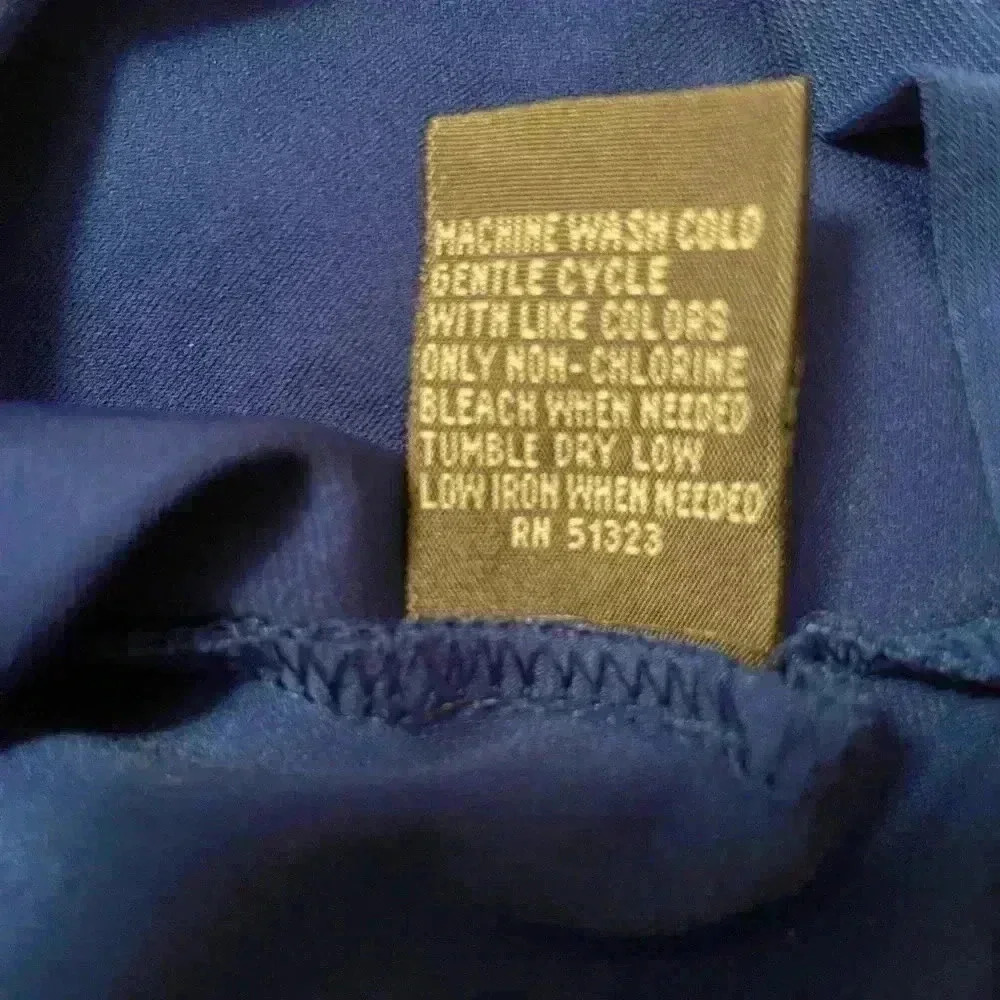 MACHINE WASH COLD
GENTLE CYCLE
WITH LIKE COLORS
ONLY NON-CHLORINE
BLEACH WHEN NEEDED
TUMBLE DRY LOW
LOW IRON WHEN NEEDED
RN 51323